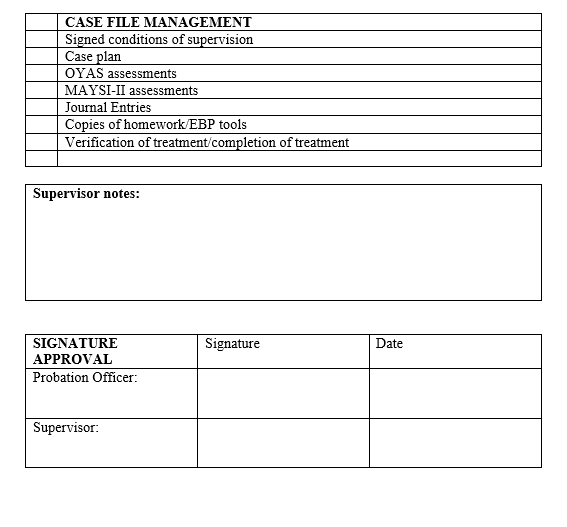 CASE FILE MANAGEMENT
Signed conditions of supervision
Case plan
OYAS assessments
MAYSI-II assessments
Journal Entries
Copies of homework/EBP tools
Verification of treatment/completion of treatment
Supervisor notes:
SIGNATURE APPROVAL
Signature
Date
Probation Officer:
Supervisor: